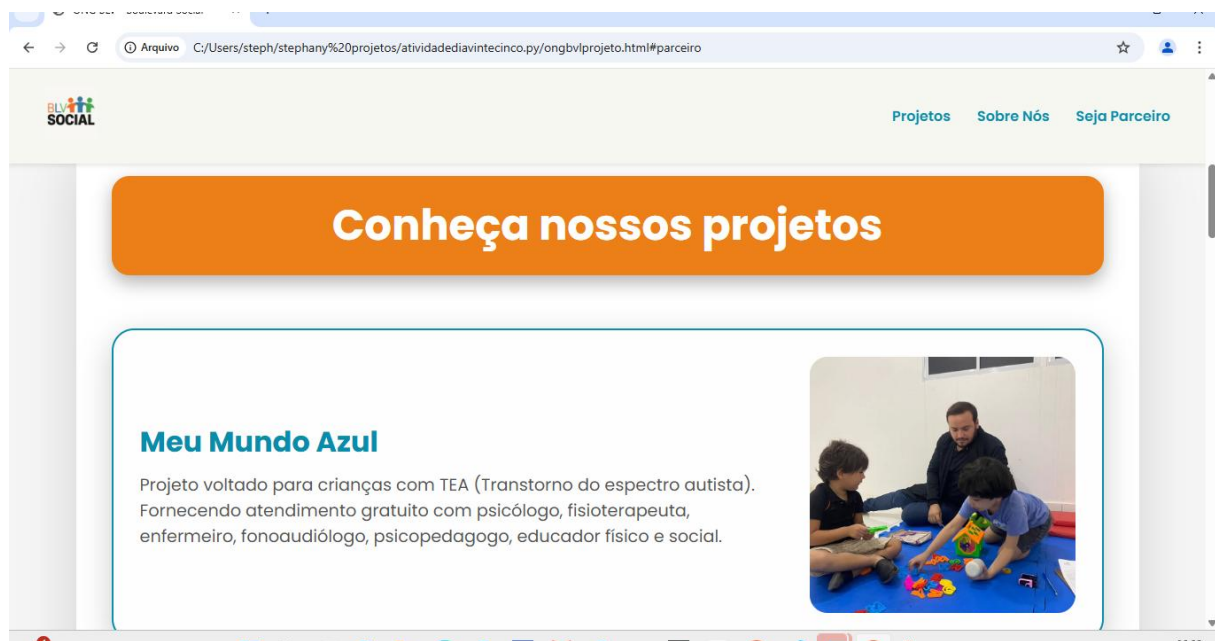 Arquivo C:/Users/steph/stephany%20projetos/atividadediavintecinco.py/ongbvlprojeto.html#parceiro
BLV
SOCIAL
Projetos Sobre Nós Seja Parceiro
Conheça nossos projetos
Meu Mundo Azul
Projeto voltado para crianças com TEA (Transtorno do espectro autista).
Fornecendo atendimento gratuito com psicólogo, fisioterapeuta,
enfermeiro, fonoaudiólogo, psicopedagogo, educador físico e social.